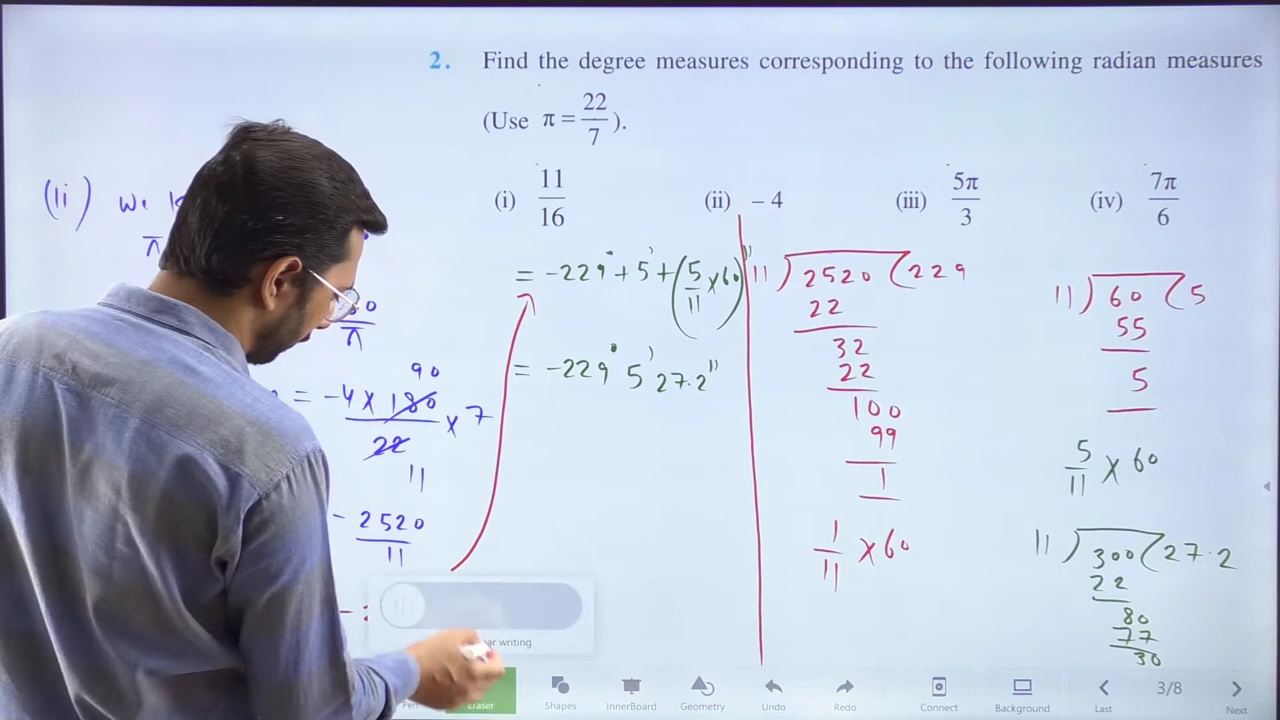 2. Find the degree measures corresponding to the following radian measures
(Use π = 22/7).
(i) 11/16 (ii) – 4 (iii) 5π/3 (iv) 7π/6
(ii) we
π
π
= -4 × 180/22 × 7
90
11
- 2520/11
= -229° + 5' + (5/11 × 60)''
= -229° 5' 27.2''
11 ) 2520 ( 229
22
32
22
100
99
1
1/11 × 60
11 ) 60 ( 5
55
5
5/11 × 60
11 ) 300 ( 27.2
22
80
77
30
ar writing
Pen Eraser Shapes InnerBoard Geometry Undo Redo Connect Background Last 3/8 Next